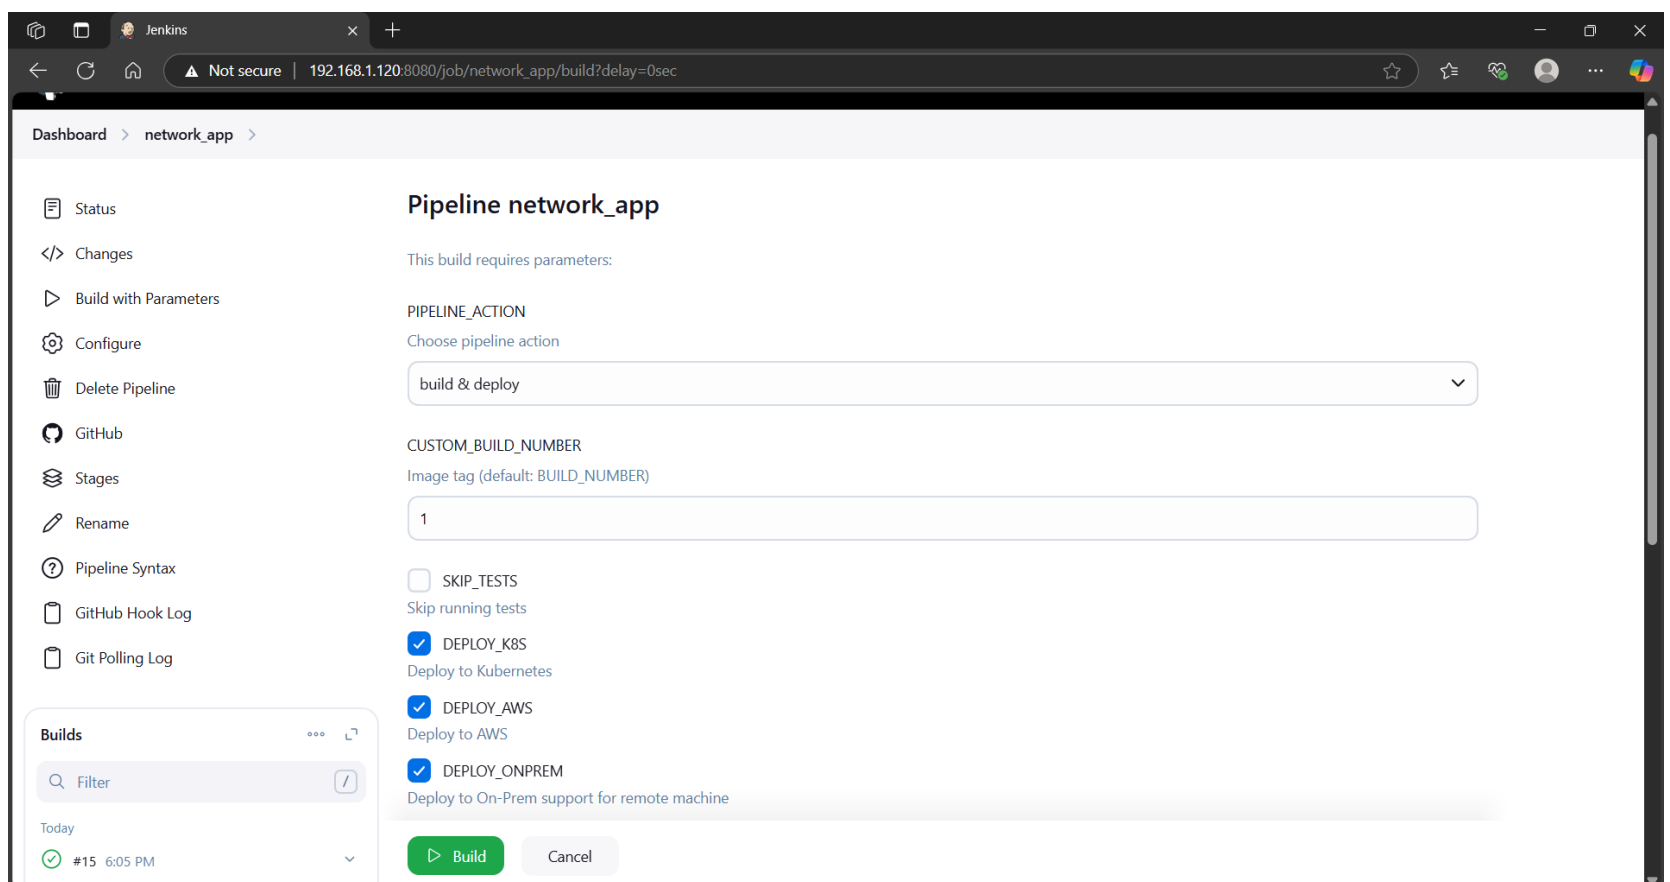 Jenkins
Not secure 192.168.1.120:8080/job/network_app/build?delay=0sec
Dashboard > network_app >
Status
Changes
Build with Parameters
Configure
Delete Pipeline
GitHub
Stages
Rename
Pipeline Syntax
GitHub Hook Log
Git Polling Log
Builds
Filter /
Today
#15 6:05 PM
Pipeline network_app
This build requires parameters:
PIPELINE_ACTION
Choose pipeline action
build & deploy
CUSTOM_BUILD_NUMBER
Image tag (default: BUILD_NUMBER)
1
SKIP_TESTS
Skip running tests
DEPLOY_K8S
Deploy to Kubernetes
DEPLOY_AWS
Deploy to AWS
DEPLOY_ONPREM
Deploy to On-Prem support for remote machine
Build Cancel